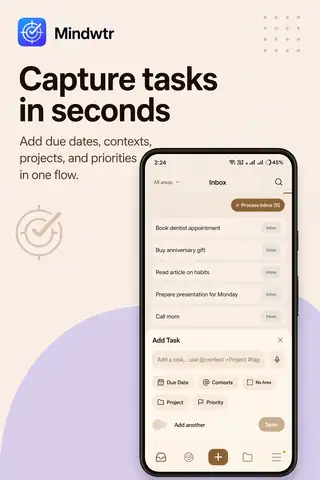 Mindwtr
Capture tasks
in seconds
Add due dates, contexts,
projects, and priorities
in one flow.
2:24
45%
All areas
Inbox
Process Inbox (5)
Book dentist appointment
Inbox
Buy anniversary gift
Inbox
Read article on habits
Inbox
Prepare presentation for Monday
Inbox
Call mom
Inbox
Add Task
Add a task... use @context +Project #tag
Due Date
Contexts
No Area
Project
Priority
Add another
Save